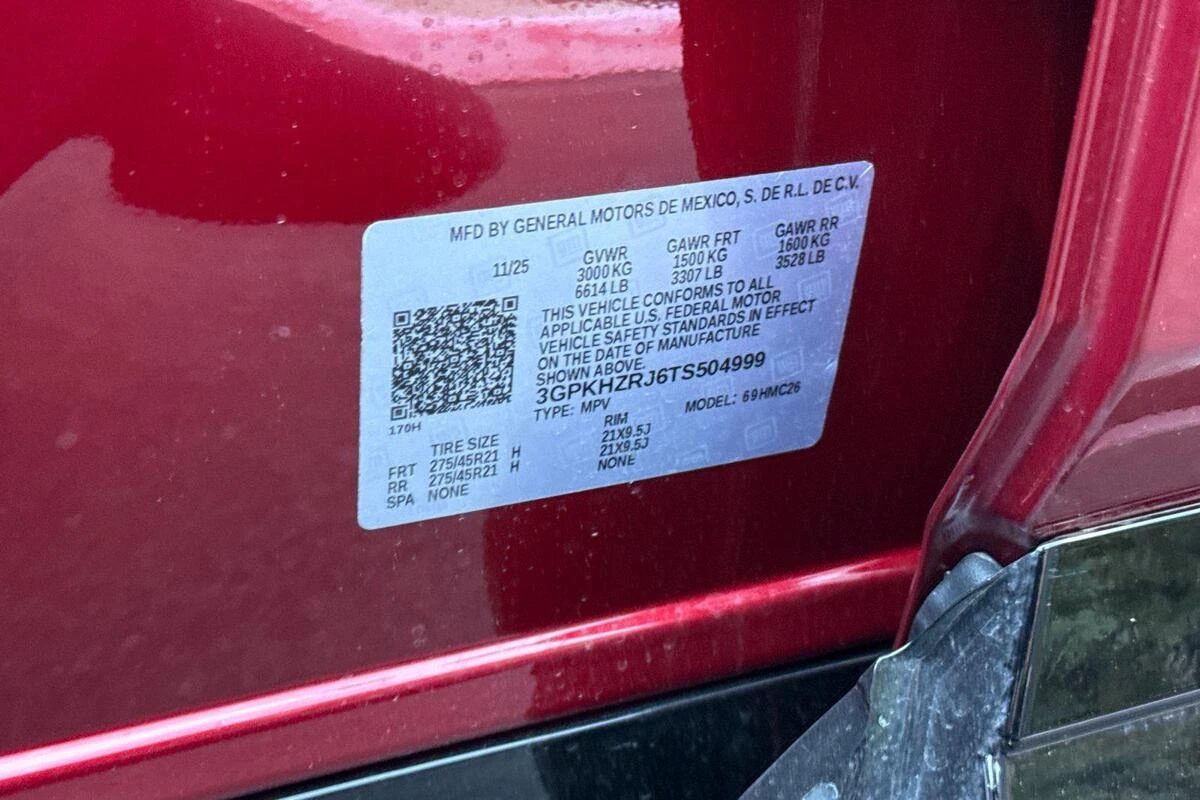 MFD BY GENERAL MOTORS DE MEXICO, S. DE R.L. DE C.V.
11/25 GVWR GAWR FRT GAWR RR
3000 KG 1500 KG 1600 KG
6614 LB 3307 LB 3528 LB
THIS VEHICLE CONFORMS TO ALL
APPLICABLE U.S. FEDERAL MOTOR
VEHICLE SAFETY STANDARDS IN EFFECT
ON THE DATE OF MANUFACTURE
SHOWN ABOVE.
3GPKHZRJ6TS504999
TYPE: MPV MODEL: 69HMC26
170H
TIRE SIZE RIM
FRT 275/45R21 H 21X9.5J
RR 275/45R21 H 21X9.5J
SPA NONE NONE